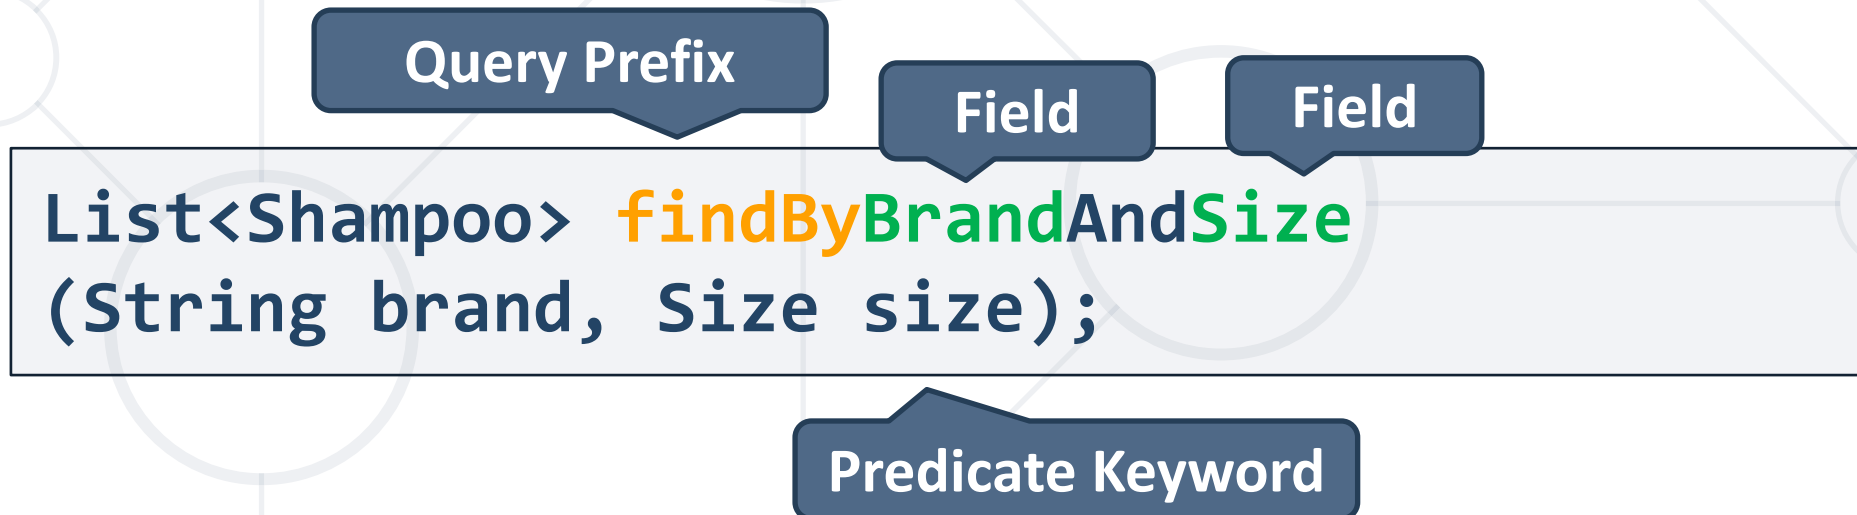 Query Prefix
Field
Field
List<Shampoo> findByBrandAndSize
(String brand, Size size);
Predicate Keyword